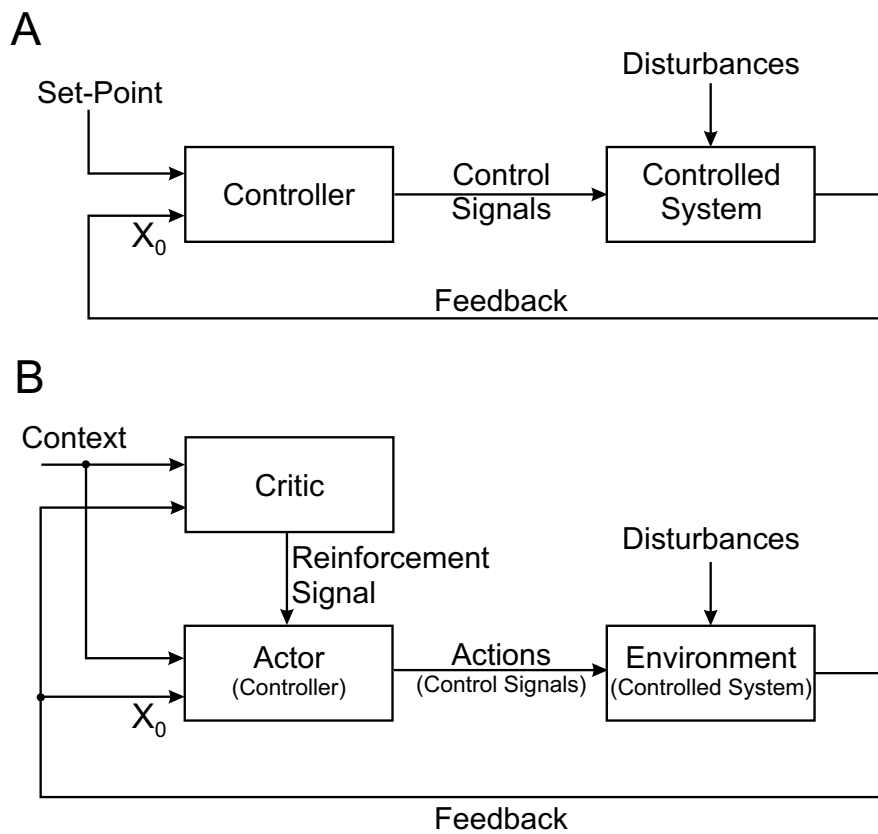 A
Disturbances
Set-Point
Controller
Control
Signals
Controlled
System
X₀
Feedback
B
Context
Critic
Reinforcement
Signal
Disturbances
Actor
(Controller)
Actions
(Control Signals)
Environment
(Controlled System)
X₀
Feedback